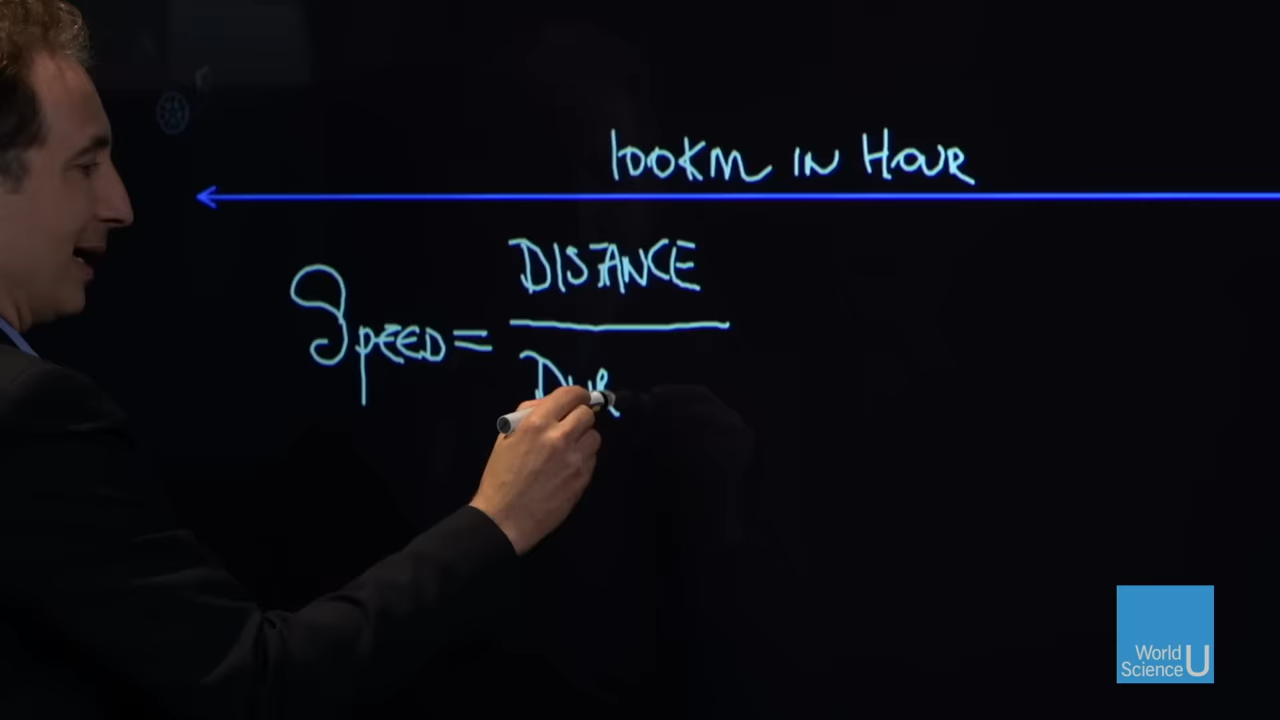 100KM IN HOUR
SPEED = DISTANCE
DUR
World
Science U